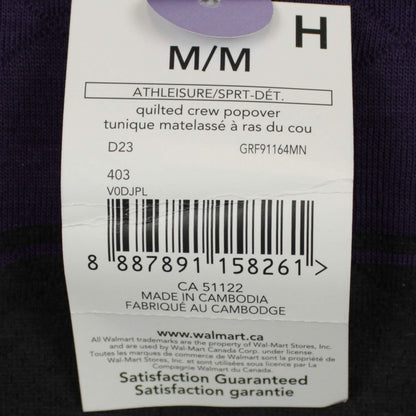 H
M/M
ATHLEISURE/SPRT-DÉT.
quilted crew popover
tunique matelassé à ras du cou
D23 GRF91164MN
403
V0DJPL
8 887891 158261 >
CA 51122
MADE IN CAMBODIA
FABRIQUÉ AU CAMBODGE
www.walmart.ca
All Walmart trademarks are the property of Wal-Mart Stores, Inc.
and are used by Wal-Mart Canada Corp. under license.
Toutes les marques de commerce de Walmart sont la propriété de
Wal-Mart Stores, Inc. et sont utilisées sous licence par La
Compagnie Walmart du Canada.
Satisfaction Guaranteed
Satisfaction garantie